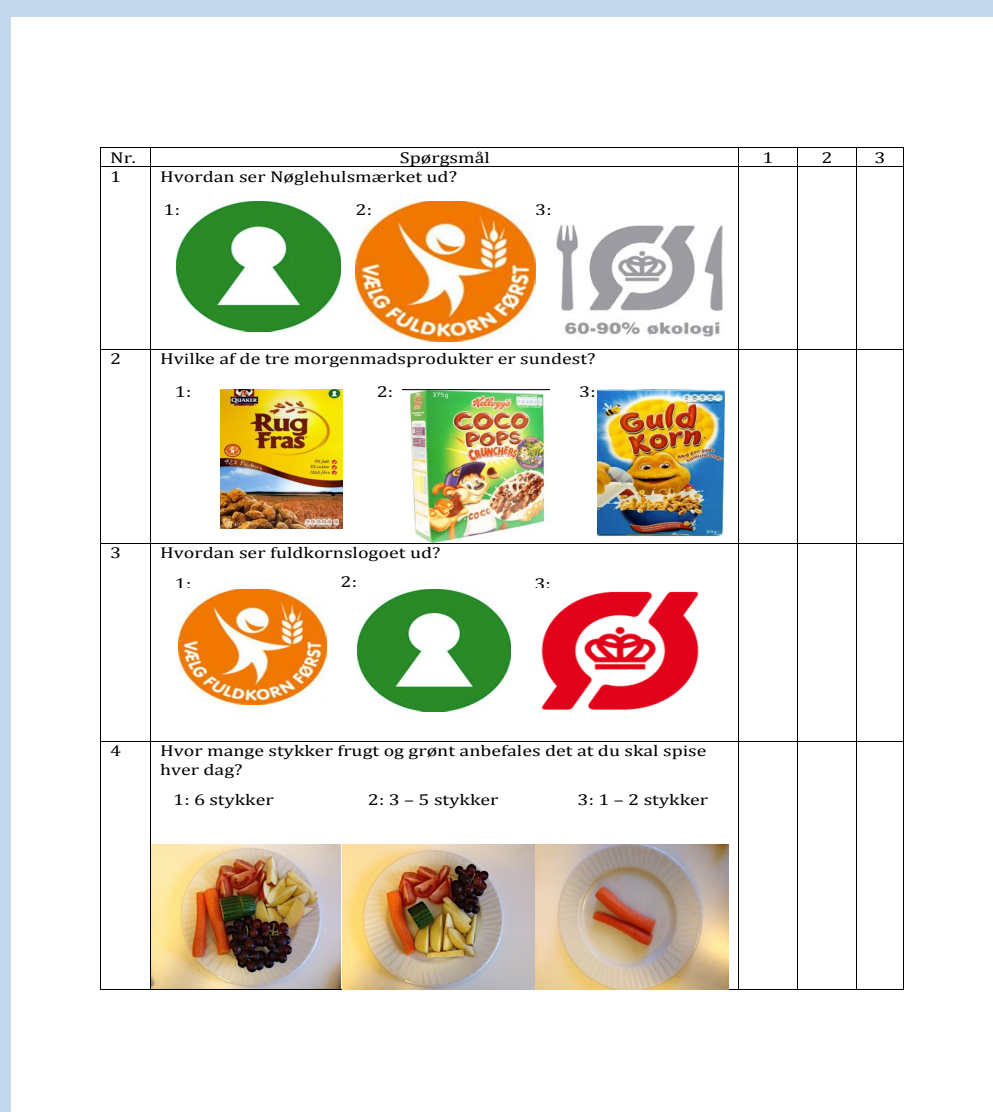 Nr. Spørgsmål 1 2 3
1 Hvordan ser Nøglehulsmærket ud?
1: 2: 3:
VÆLG FULDKORN FØRST
60-90% økologi
2 Hvilke af de tre morgenmadsprodukter er sundest?
1: 2: 3:
QUAKER
Rug
Fras
375g
Kellogg's
COCO
POPS
CRUNCHERS
COCO
Guld
Korn
3 Hvordan ser fuldkornslogoet ud?
1: 2: 3:
VÆLG FULDKORN FØRST
4 Hvor mange stykker frugt og grønt anbefales det at du skal spise
hver dag?
1: 6 stykker 2: 3 – 5 stykker 3: 1 – 2 stykker